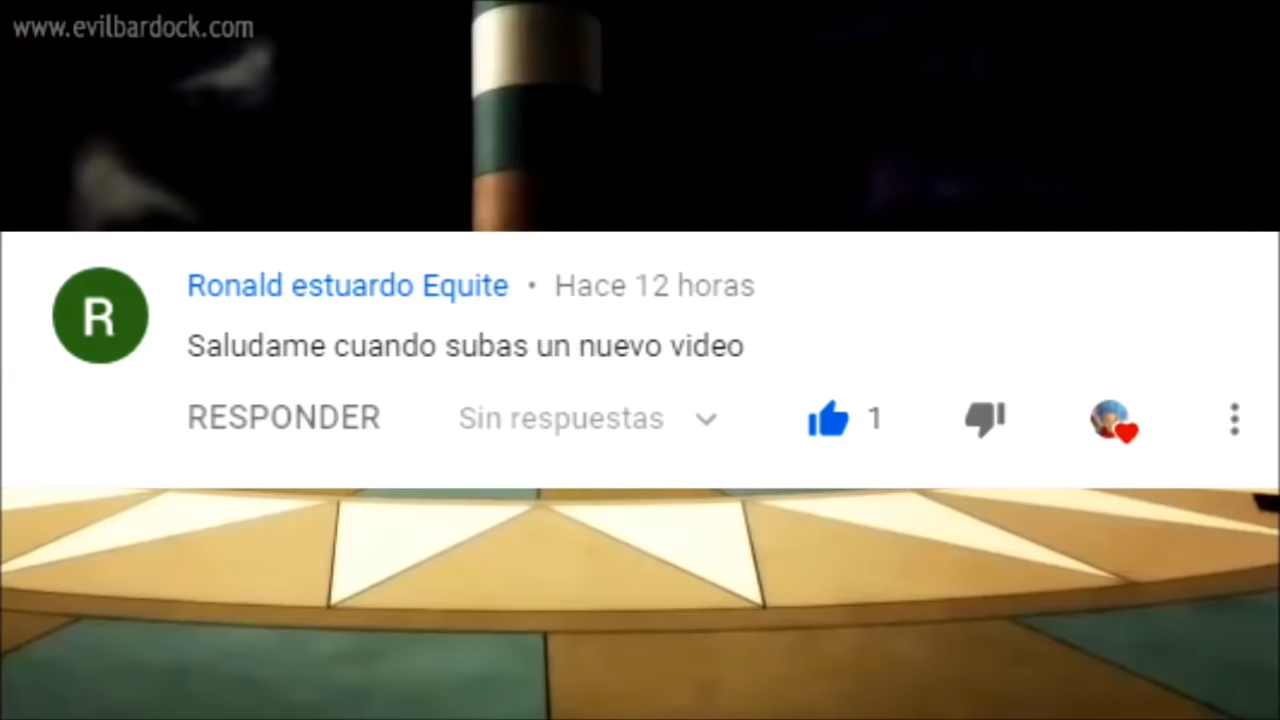 www.evilbardock.com
R
Ronald estuardo Equite • Hace 12 horas
Saludame cuando subas un nuevo video
RESPONDER Sin respuestas 1